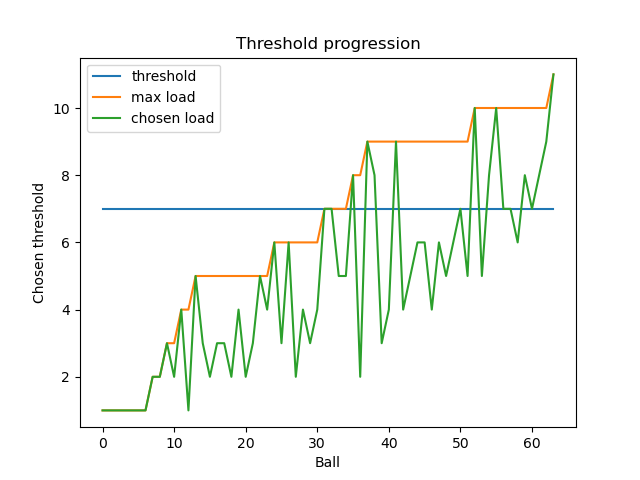 Threshold progression
threshold
max load
chosen load
10
8
6
4
2
Chosen threshold
0 10 20 30 40 50 60
Ball